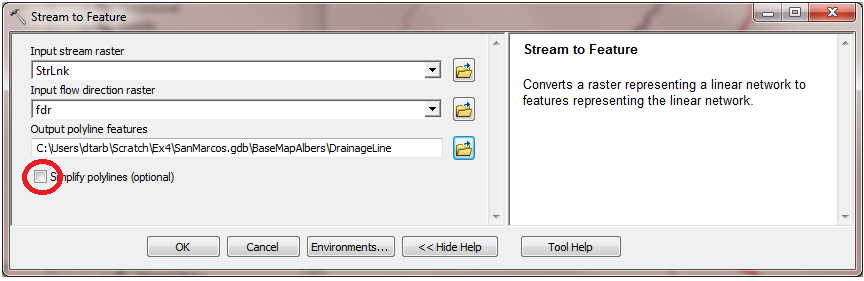 Stream to Feature
Input stream raster
StrLnk
Input flow direction raster
fdr
Output polyline features
C:\Users\dtarb\Scratch\Ex4\SanMarcos.gdb\BaseMapAlbers\DrainageLine
Simplify polylines (optional)
OK
Cancel
Environments...
<< Hide Help
Stream to Feature
Converts a raster representing a linear network to
features representing the linear network.
Tool Help